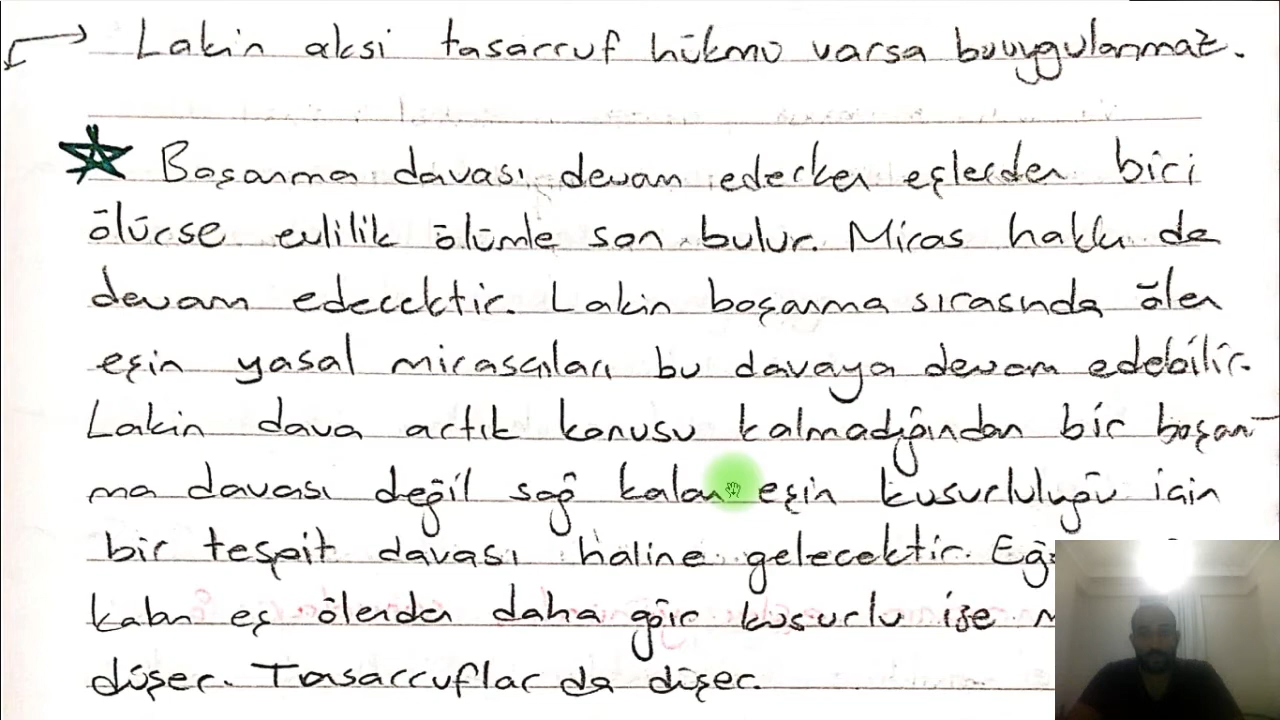 Lakin aksi tasarruf hükmü varsa bu uygulanmaz.
Boşanma davası devam ederken eşlerden biri
ölürse evlilik ölümle son bulur. Miras hakkı da
devam edecektir. Lakin boşanma sırasında ölen
eşin yasal mirasçıları bu davaya devam edebilir.
Lakin dava artık konusu kalmadığından bir boşan-
ma davası değil sağ kalan eşin kusurluluğu için
bir tespit davası haline gelecektir. Eğ
kalan eş ölenden daha ğöir kusurlu ise m
düşer. Tasarruflar da düşer.